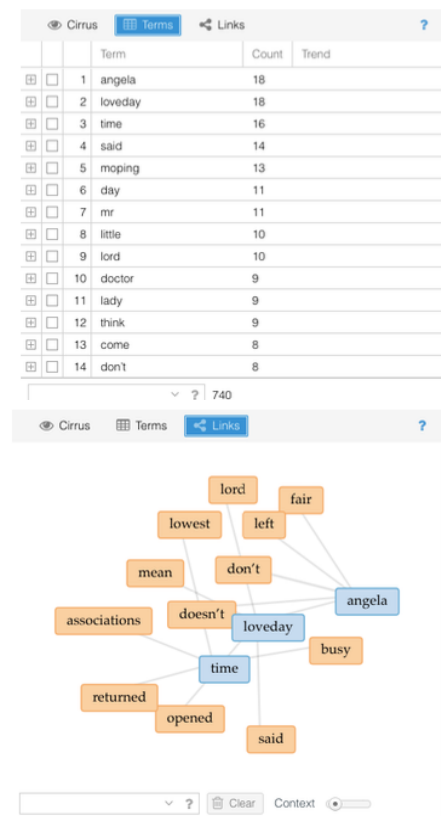 Cirrus Terms Links ?
Term Count Trend
1 angela 18
2 loveday 18
3 time 16
4 said 14
5 moping 13
6 day 11
7 mr 11
8 little 10
9 lord 10
10 doctor 9
11 lady 9
12 think 9
13 come 8
14 don't 8
? 740
Cirrus Terms Links ?
lord
fair
lowest left
mean don't
angela
associations doesn't
loveday
busy
time
returned
opened
said
? Clear Context